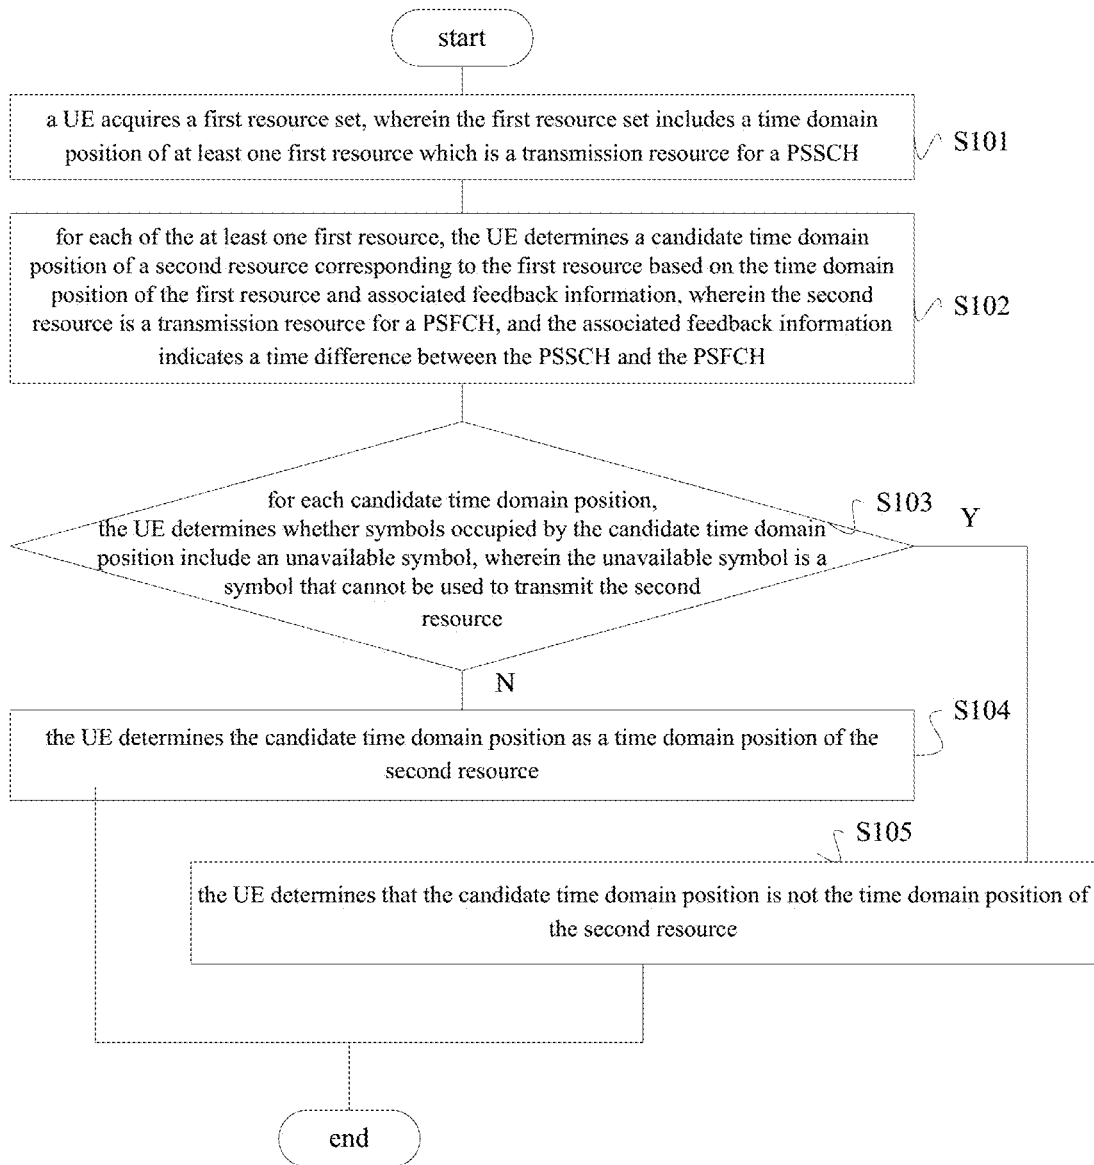 start
a UE acquires a first resource set, wherein the first resource set includes a time domain
position of at least one first resource which is a transmission resource for a PSSCH
S101
for each of the at least one first resource, the UE determines a candidate time domain
position of a second resource corresponding to the first resource based on the time domain
position of the first resource and associated feedback information, wherein the second
resource is a transmission resource for a PSFCH, and the associated feedback information
indicates a time difference between the PSSCH and the PSFCH
S102
for each candidate time domain position,
the UE determines whether symbols occupied by the candidate time domain
position include an unavailable symbol, wherein the unavailable symbol is a
symbol that cannot be used to transmit the second
resource
S103
Y
N
the UE determines the candidate time domain position as a time domain position of the
second resource
S104
S105
the UE determines that the candidate time domain position is not the time domain position of
the second resource
end